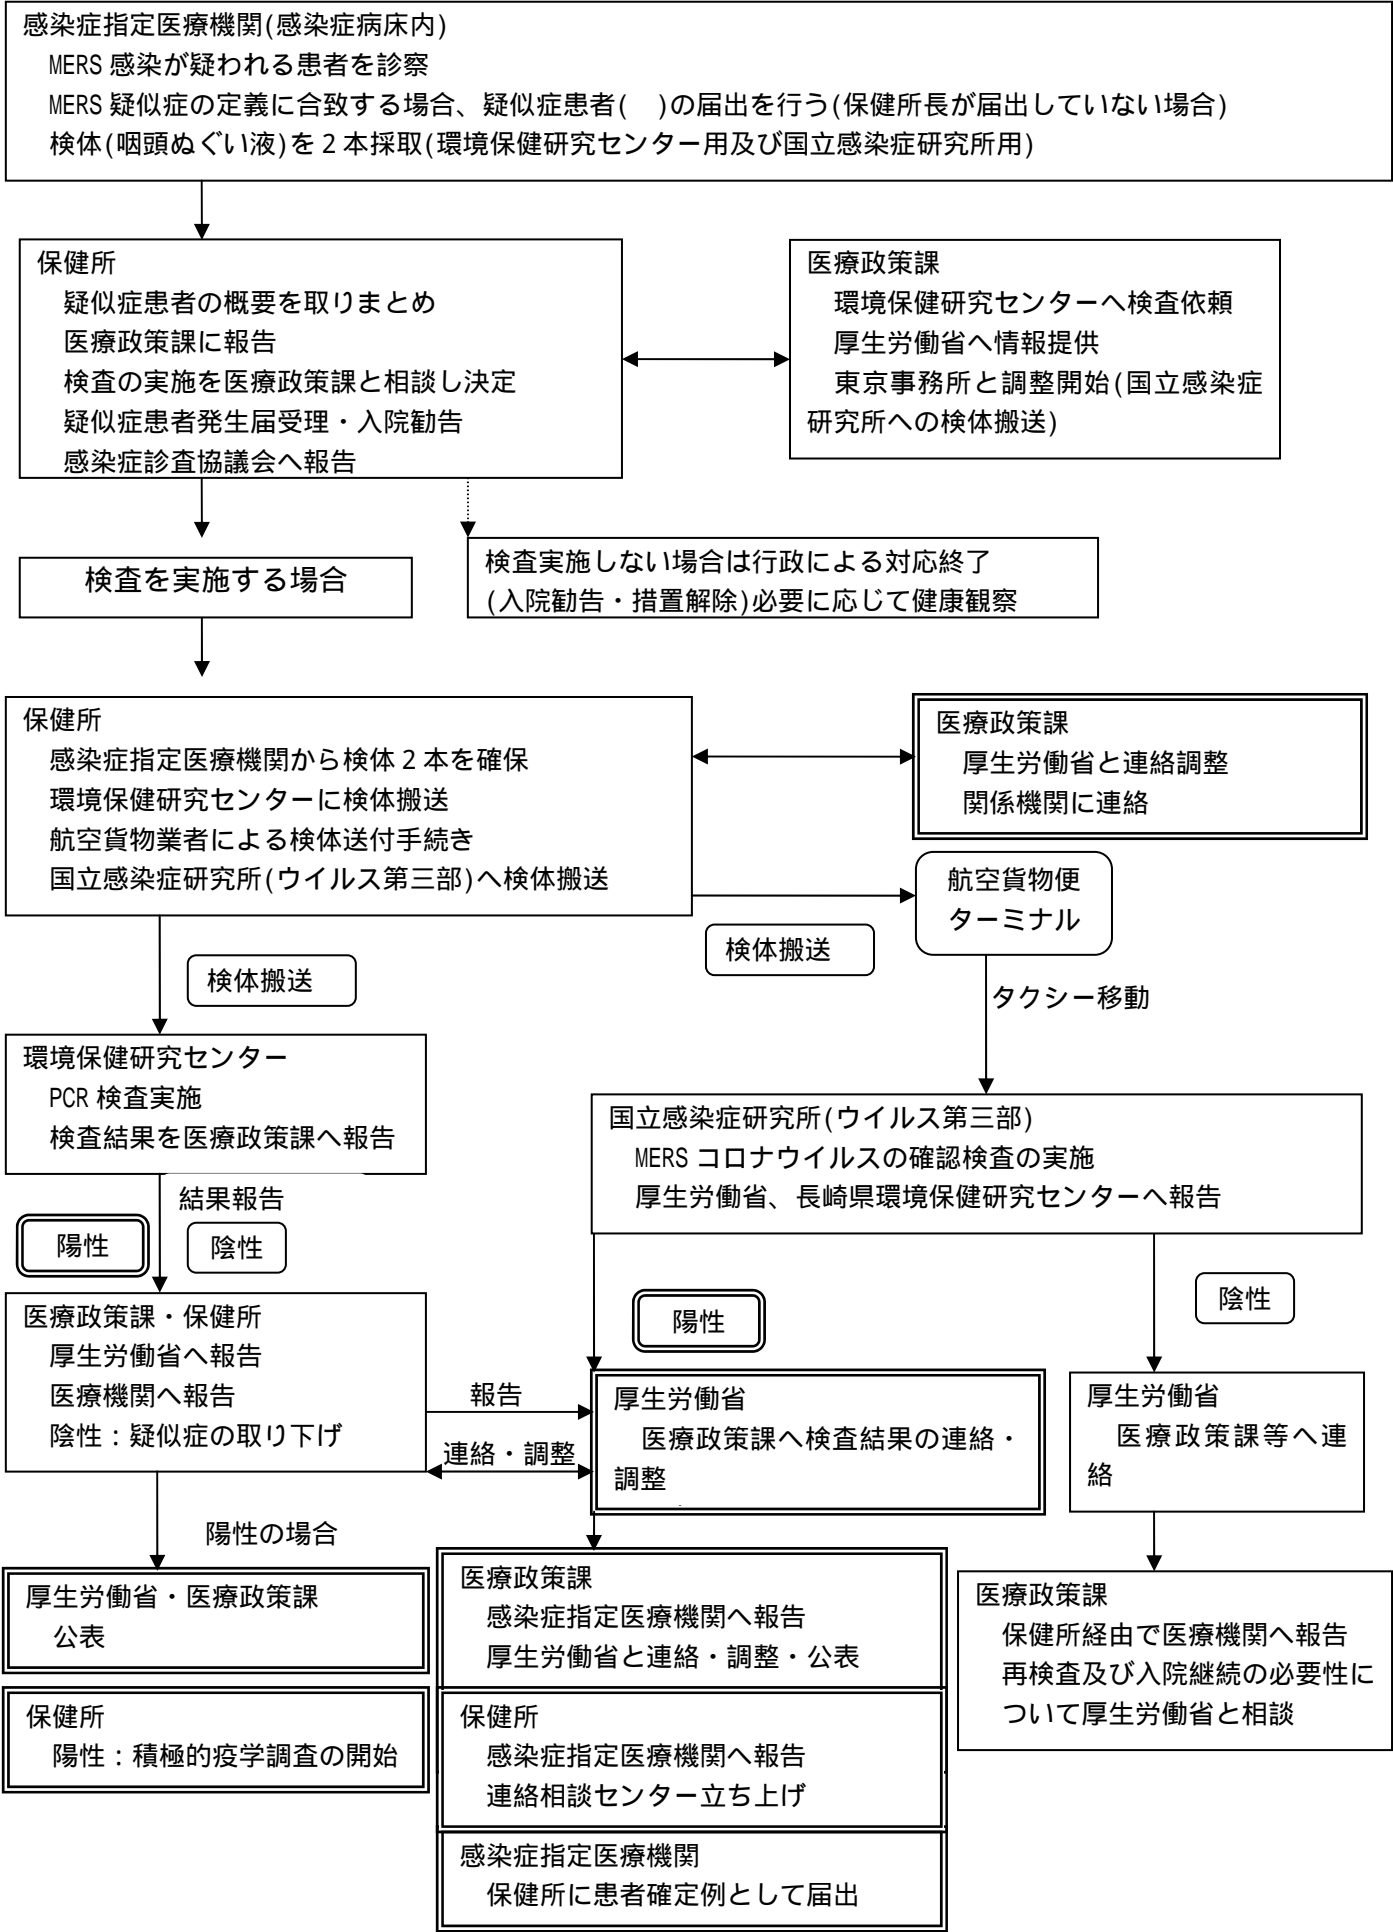 感染症指定医療機関(感染症病床内)
MERS 感染が疑われる患者を診察
MERS 疑似症の定義に合致する場合、疑似症患者(　)の届出を行う(保健所長が届出していない場合)
検体(咽頭ぬぐい液)を２本採取(環境保健研究センター用及び国立感染症研究所用)
保健所
疑似症患者の概要を取りまとめ
医療政策課に報告
検査の実施を医療政策課と相談し決定
疑似症患者発生届受理・入院勧告
感染症診査協議会へ報告
医療政策課
環境保健研究センターへ検査依頼
厚生労働省へ情報提供
東京事務所と調整開始(国立感染症
研究所への検体搬送)
検査を実施する場合
検査実施しない場合は行政による対応終了
(入院勧告・措置解除)必要に応じて健康観察
保健所
感染症指定医療機関から検体２本を確保
環境保健研究センターに検体搬送
航空貨物業者による検体送付手続き
国立感染症研究所(ウイルス第三部)へ検体搬送
医療政策課
厚生労働省と連絡調整
関係機関に連絡
航空貨物便
ターミナル
検体搬送
検体搬送
タクシー移動
環境保健研究センター
PCR 検査実施
検査結果を医療政策課へ報告
国立感染症研究所(ウイルス第三部)
MERS コロナウイルスの確認検査の実施
厚生労働省、長崎県環境保健研究センターへ報告
結果報告
陽性
陰性
陽性
陰性
医療政策課・保健所
厚生労働省へ報告
医療機関へ報告
陰性：疑似症の取り下げ
報告
連絡・調整
厚生労働省
医療政策課へ検査結果の連絡・
調整
厚生労働省
医療政策課等へ連
絡
陽性の場合
厚生労働省・医療政策課
公表
保健所
陽性：積極的疫学調査の開始
医療政策課
感染症指定医療機関へ報告
厚生労働省と連絡・調整・公表
保健所
感染症指定医療機関へ報告
連絡相談センター立ち上げ
感染症指定医療機関
保健所に患者確定例として届出
医療政策課
保健所経由で医療機関へ報告
再検査及び入院継続の必要性に
ついて厚生労働省と相談